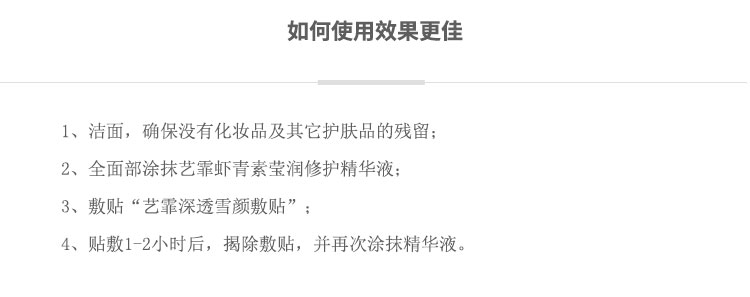 如何使用效果更佳
1、洁面，确保没有化妆品及其它护肤品的残留；
2、全面部涂抹艺霏虾青素莹润修护精华液；
3、敷贴“艺霏深透雪颜敷贴”；
4、贴敷1-2小时后，揭除敷贴，并再次涂抹精华液。